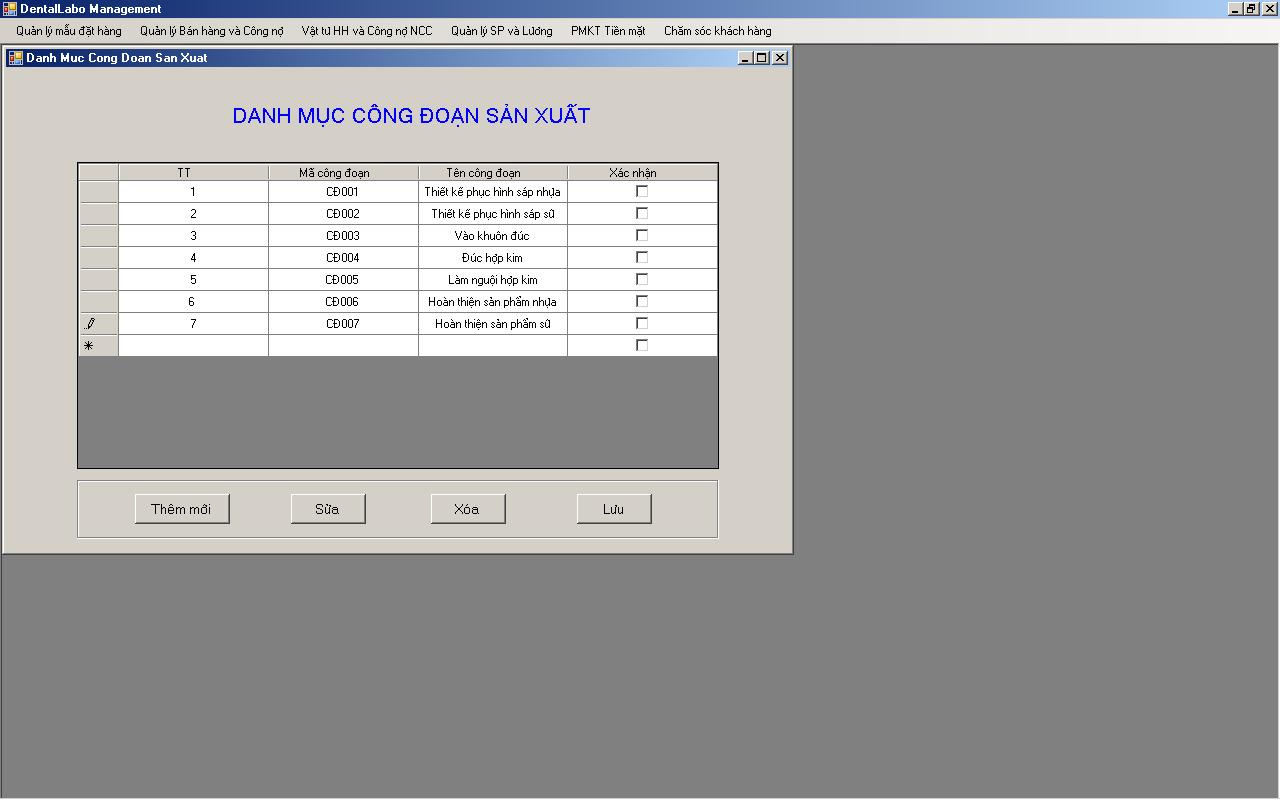 DentalLabo Management
Quản lý mẫu đặt hàng Quản lý Bán hàng và Công nợ Vật tư HH và Công nợ NCC Quản lý SP và Lương PMKT Tiền mặt Chăm sóc khách hàng
Danh Muc Cong Doan San Xuat
DANH MỤC CÔNG ĐOẠN SẢN XUẤT
TT Mã công đoạn Tên công đoạn Xác nhận
1 CĐ001 Thiết kế phục hình sáp nhựa
2 CĐ002 Thiết kế phục hình sáp sũ
3 CĐ003 Vào khuôn đúc
4 CĐ004 Đúc hợp kim
5 CĐ005 Làm nguội hợp kim
6 CĐ006 Hoàn thiện sản phẩm nhựa
7 CĐ007 Hoàn thiện sản phẩm sũ
Thêm mới Sửa Xóa Lưu